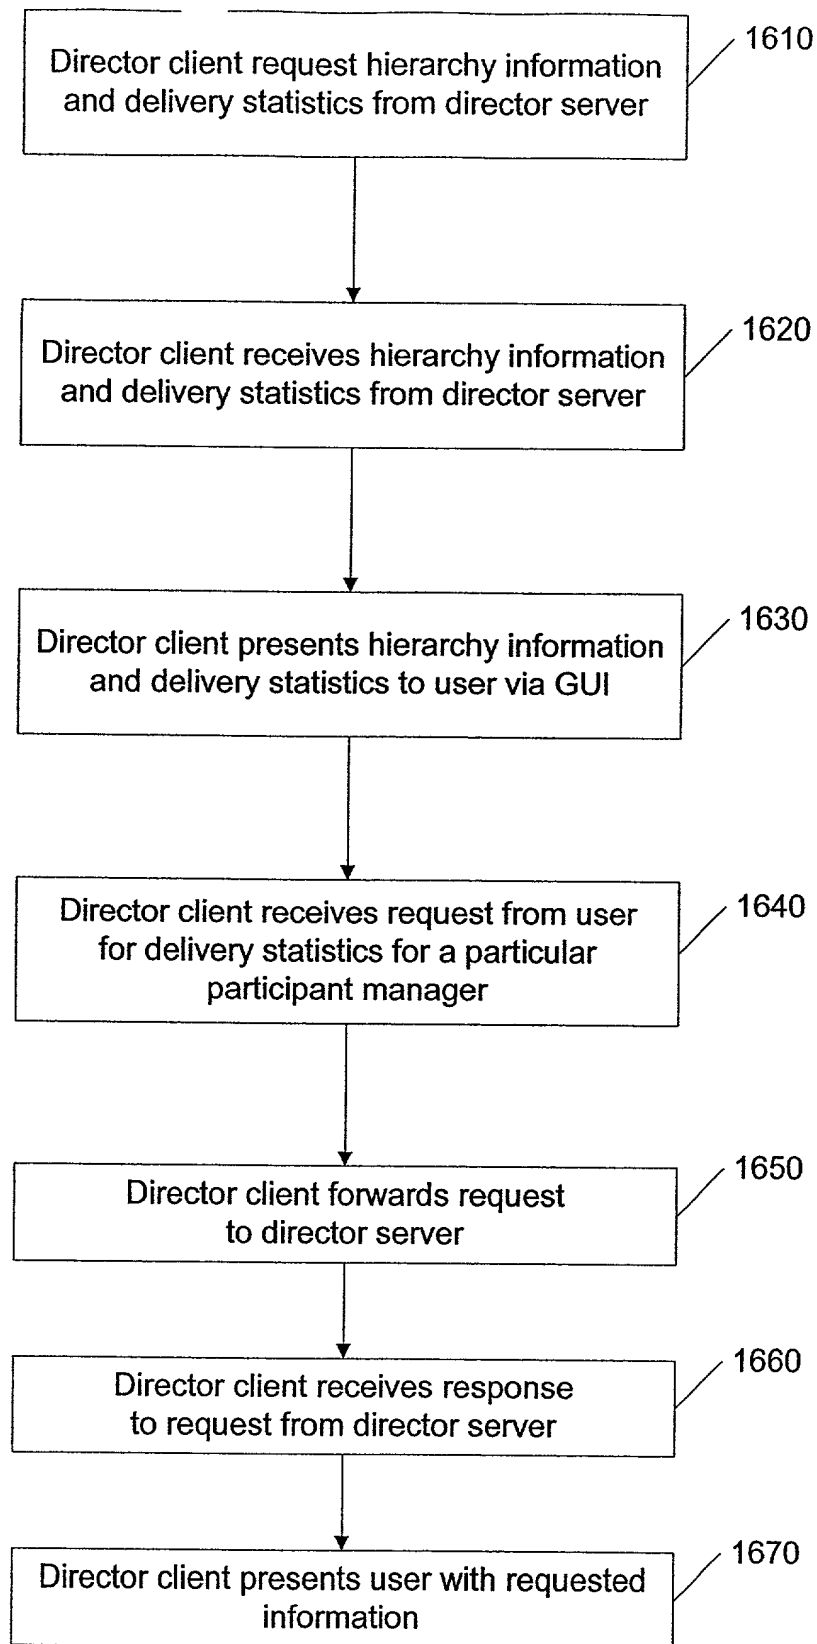 Director client request hierarchy information
and delivery statistics from director server
1610
Director client receives hierarchy information
and delivery statistics from director server
1620
Director client presents hierarchy information
and delivery statistics to user via GUI
1630
Director client receives request from user
for delivery statistics for a particular
participant manager
1640
Director client forwards request
to director server
1650
Director client receives response
to request from director server
1660
Director client presents user with requested
information
1670